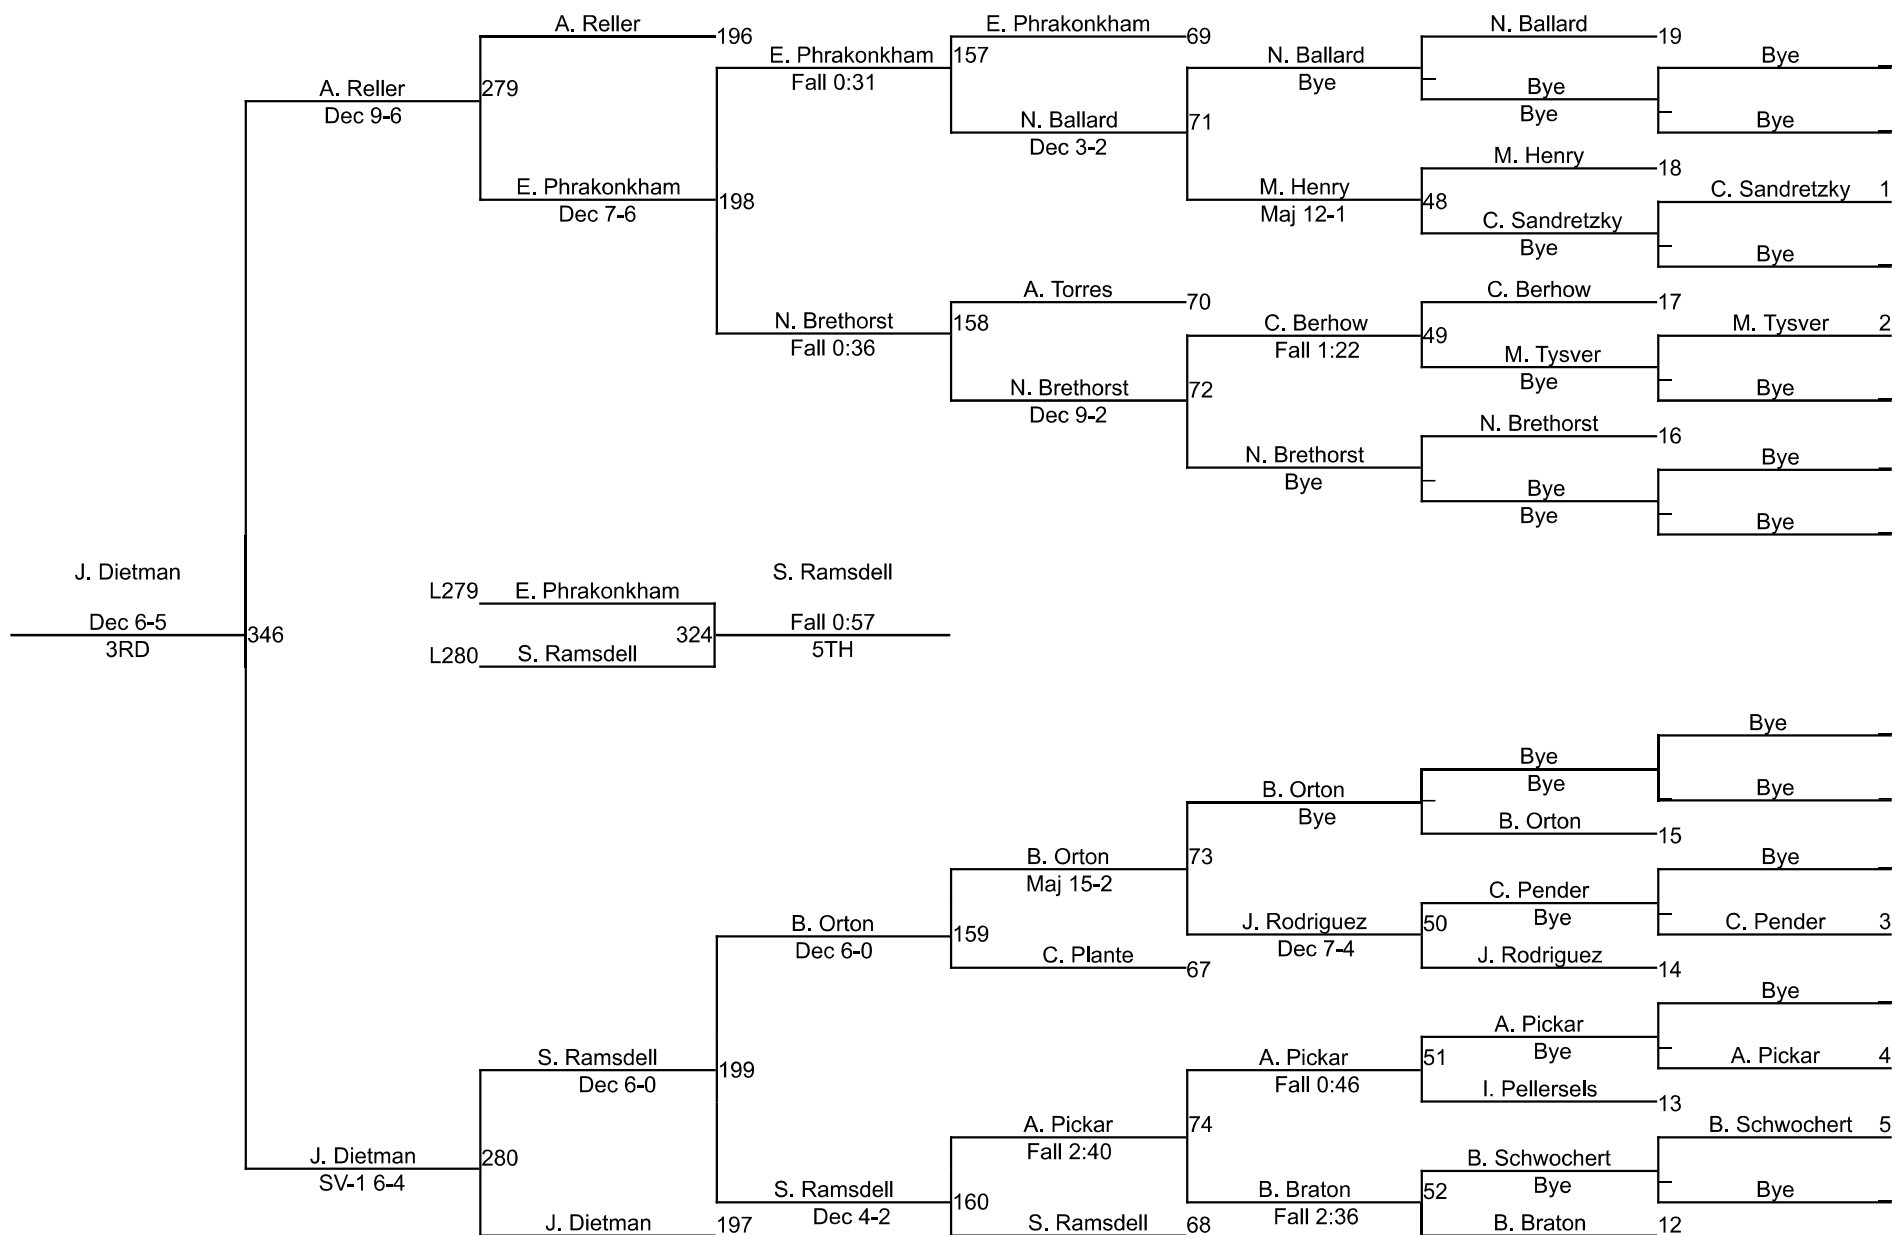 A. Reller
196
E. Phrakonkham
69
N. Ballard
19
E. Phrakonkham
157
N. Ballard
Bye
Fall 0:31
Bye
A. Reller
279
Bye
Dec 9-6
Bye
N. Ballard
71
Bye
Dec 3-2
M. Henry
18
E. Phrakonkham
198
M. Henry
48
C. Sandretzky 1
Dec 7-6
Maj 12-1
C. Sandretzky
Bye
Bye
A. Torres
70
C. Berhow
17
N. Brethorst
158
C. Berhow
49
M. Tysver 2
Fall 0:36
Fall 1:22
M. Tysver
Bye
N. Brethorst
72
Bye
Dec 9-2
N. Brethorst
16
N. Brethorst
Bye
Bye
Bye
Bye
Bye
J. Dietman
S. Ramsdell
L279 E. Phrakonkham
Dec 6-5
346
324
Fall 0:57
3RD
L280 S. Ramsdell
5TH
Bye
Bye
Bye
B. Orton
Bye
Bye
B. Orton
15
B. Orton
73
Bye
Maj 15-2
C. Pender
B. Orton
159
J. Rodriguez
50
Bye
C. Pender 3
Dec 6-0
Dec 7-4
C. Plante
67
J. Rodriguez
14
Bye
A. Pickar
S. Ramsdell
199
A. Pickar
51
Bye
A. Pickar 4
Dec 6-0
Fall 0:46
I. Pellersels
13
A. Pickar
74
B. Schwochert 5
Fall 2:40
J. Dietman
280
B. Schwochert
SV-1 6-4
S. Ramsdell
160
B. Braton
52
Bye
Bye
Dec 4-2
Fall 2:36
J. Dietman
197
S. Ramsdell
68
B. Braton
12